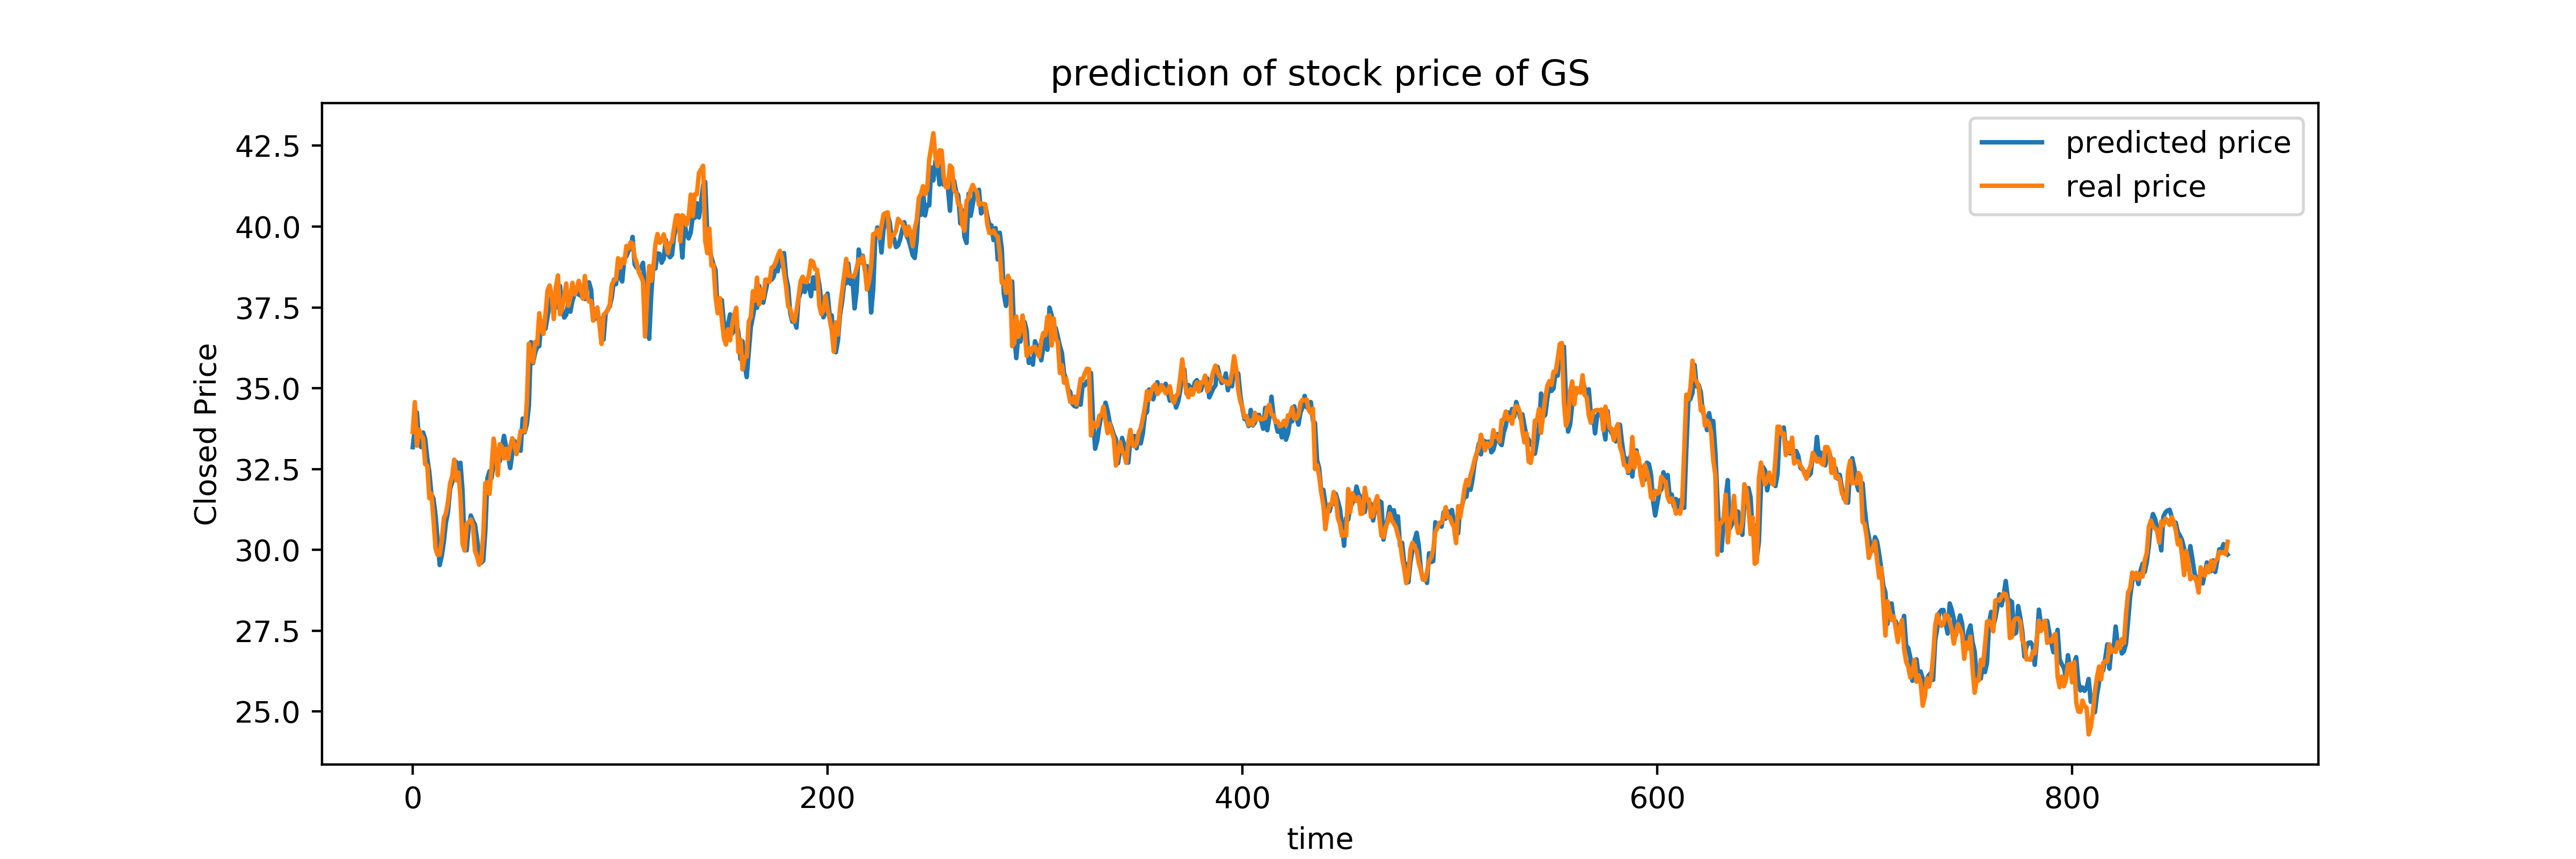 prediction of stock price of GS
predicted price
real price
Closed Price
42.5
40.0
37.5
35.0
32.5
30.0
27.5
25.0
0 200 400 600 800
time